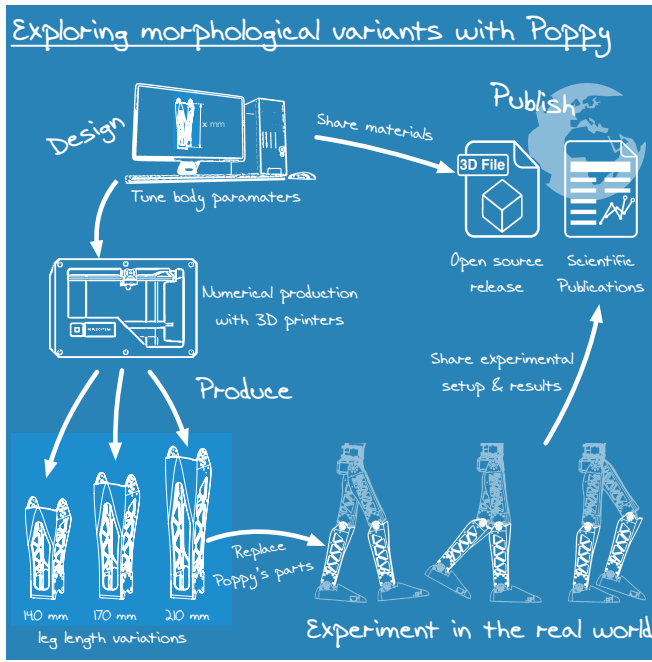 Exploring morphological variants with Poppy
Design
x mm
Tune body paramaters
Share materials
Publish
3D File
Open source
release
Scientific
Publications
Numerical production
with 3D printers
Produce
Share experimental
setup & results
140 mm
170 mm
210 mm
leg length variations
Replace
Poppy's parts
Experiment in the real world